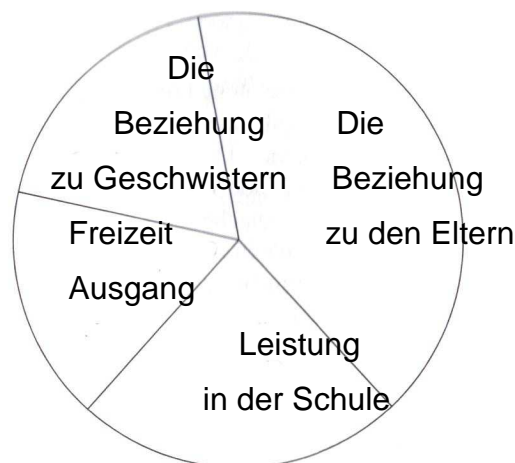 Die
Beziehung
zu Geschwistern
Die
Beziehung
zu den Eltern
Freizeit
Ausgang
Leistung
in der Schule